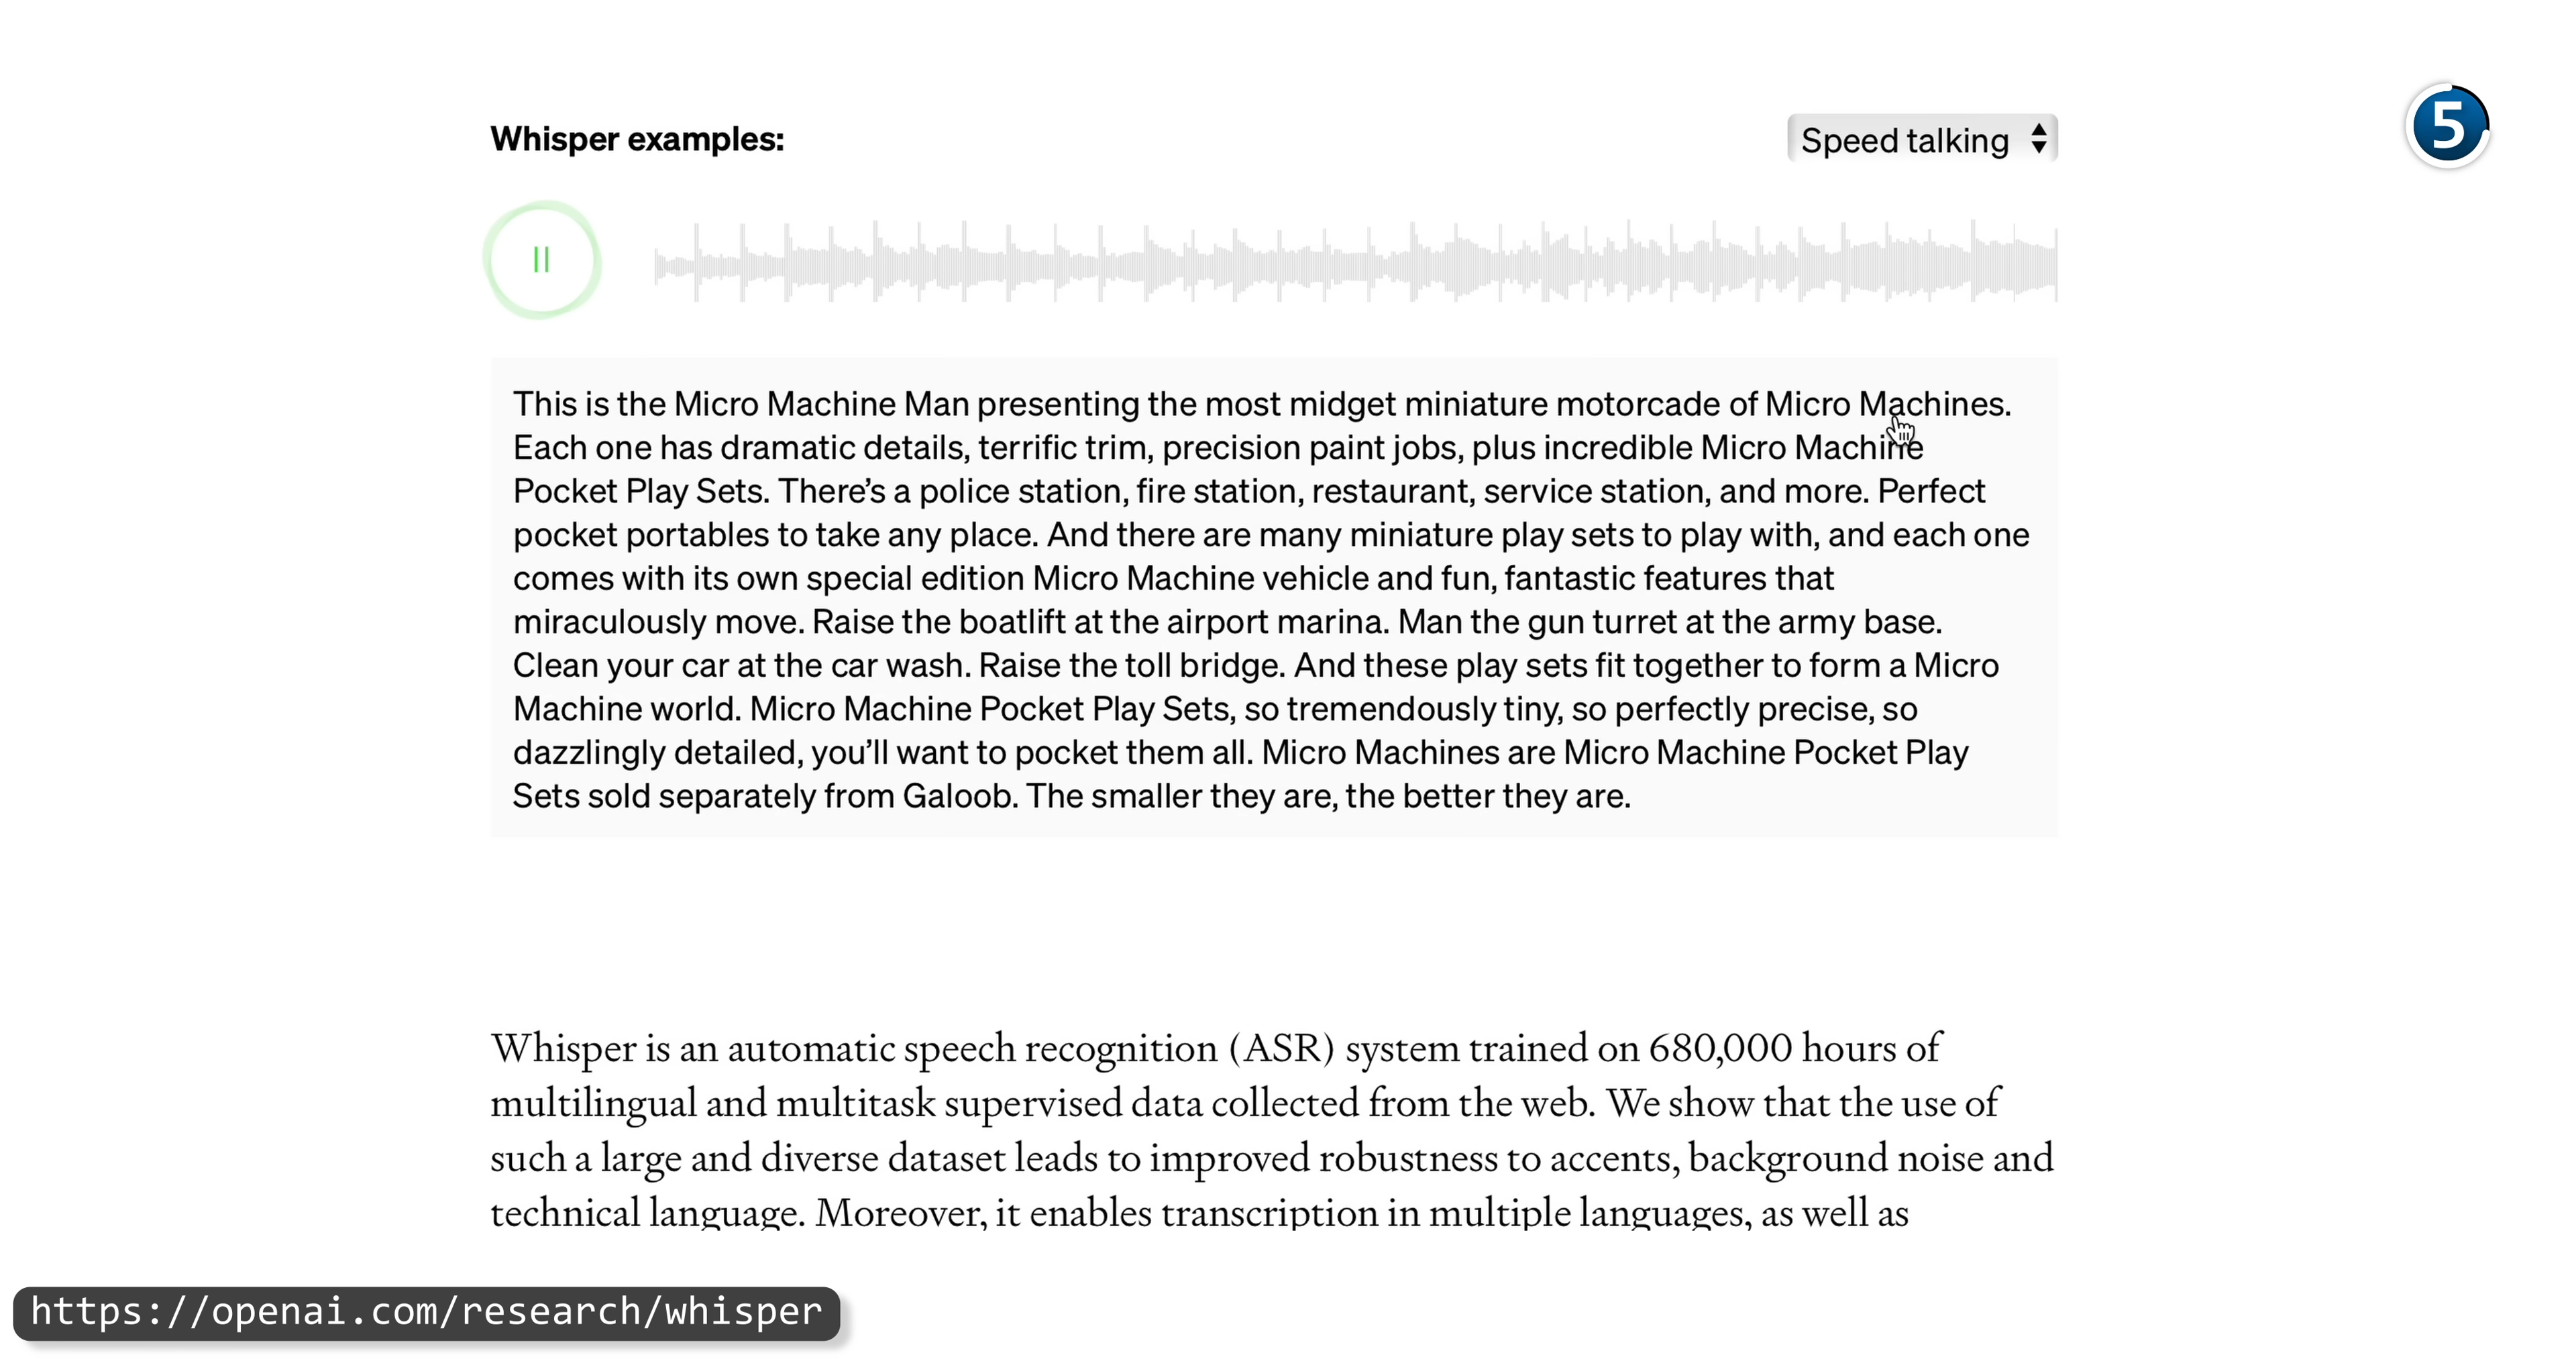 Whisper examples:
Speed talking
5
This is the Micro Machine Man presenting the most midget miniature motorcade of Micro Machines.
Each one has dramatic details, terrific trim, precision paint jobs, plus incredible Micro Machine
Pocket Play Sets. There’s a police station, fire station, restaurant, service station, and more. Perfect
pocket portables to take any place. And there are many miniature play sets to play with, and each one
comes with its own special edition Micro Machine vehicle and fun, fantastic features that
miraculously move. Raise the boatlift at the airport marina. Man the gun turret at the army base.
Clean your car at the car wash. Raise the toll bridge. And these play sets fit together to form a Micro
Machine world. Micro Machine Pocket Play Sets, so tremendously tiny, so perfectly precise, so
dazzlingly detailed, you’ll want to pocket them all. Micro Machines are Micro Machine Pocket Play
Sets sold separately from Galoob. The smaller they are, the better they are.
Whisper is an automatic speech recognition (ASR) system trained on 680,000 hours of
multilingual and multitask supervised data collected from the web. We show that the use of
such a large and diverse dataset leads to improved robustness to accents, background noise and
technical language. Moreover, it enables transcription in multiple languages, as well as
https://openai.com/research/whisper